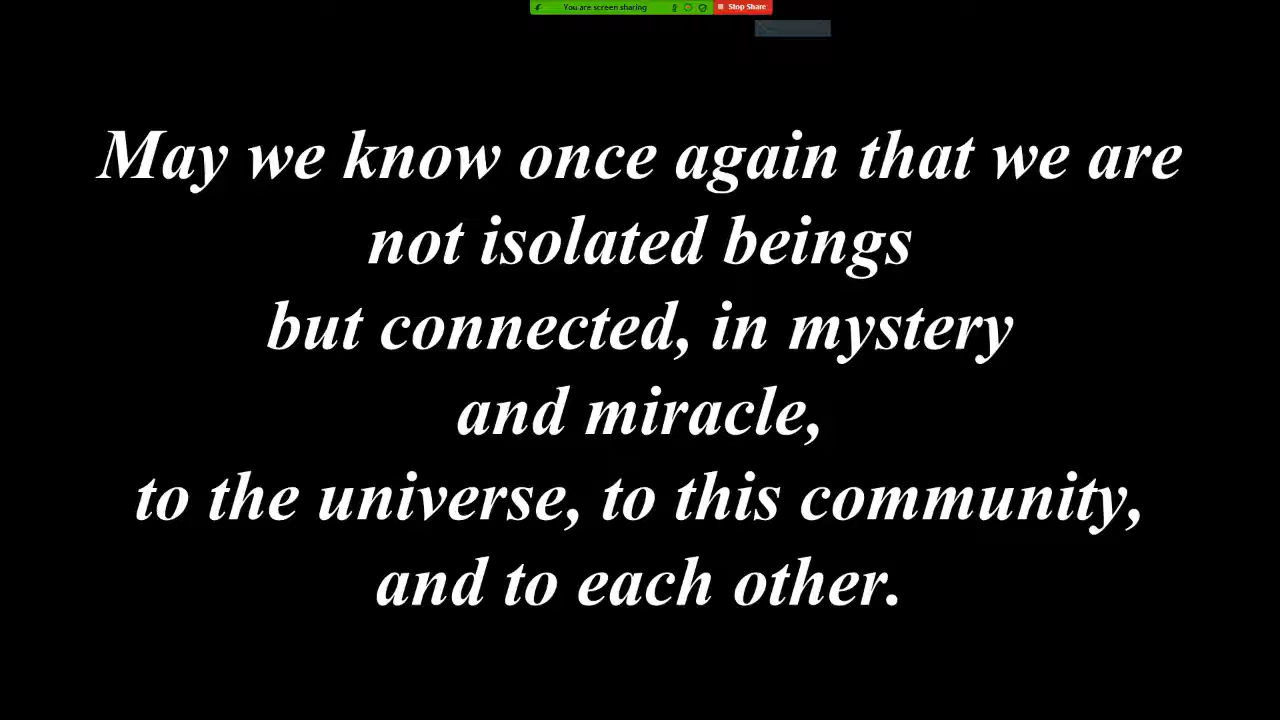 You are screen sharing Stop Share
May we know once again that we are
not isolated beings
but connected, in mystery
and miracle,
to the universe, to this community,
and to each other.